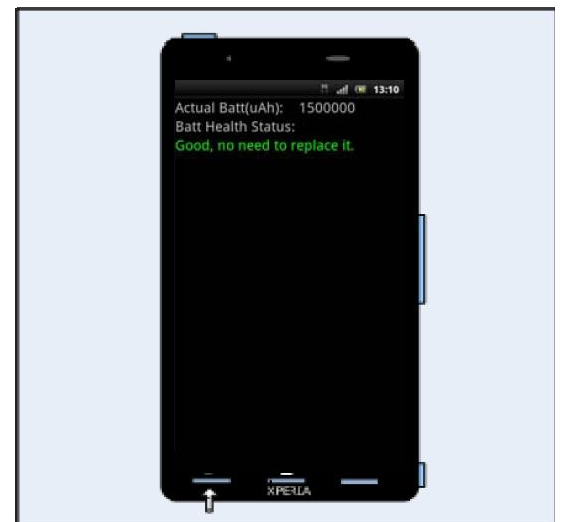 13:10
Actual Batt(uAh): 1500000
Batt Health Status:
Good, no need to replace it.
XPERIA